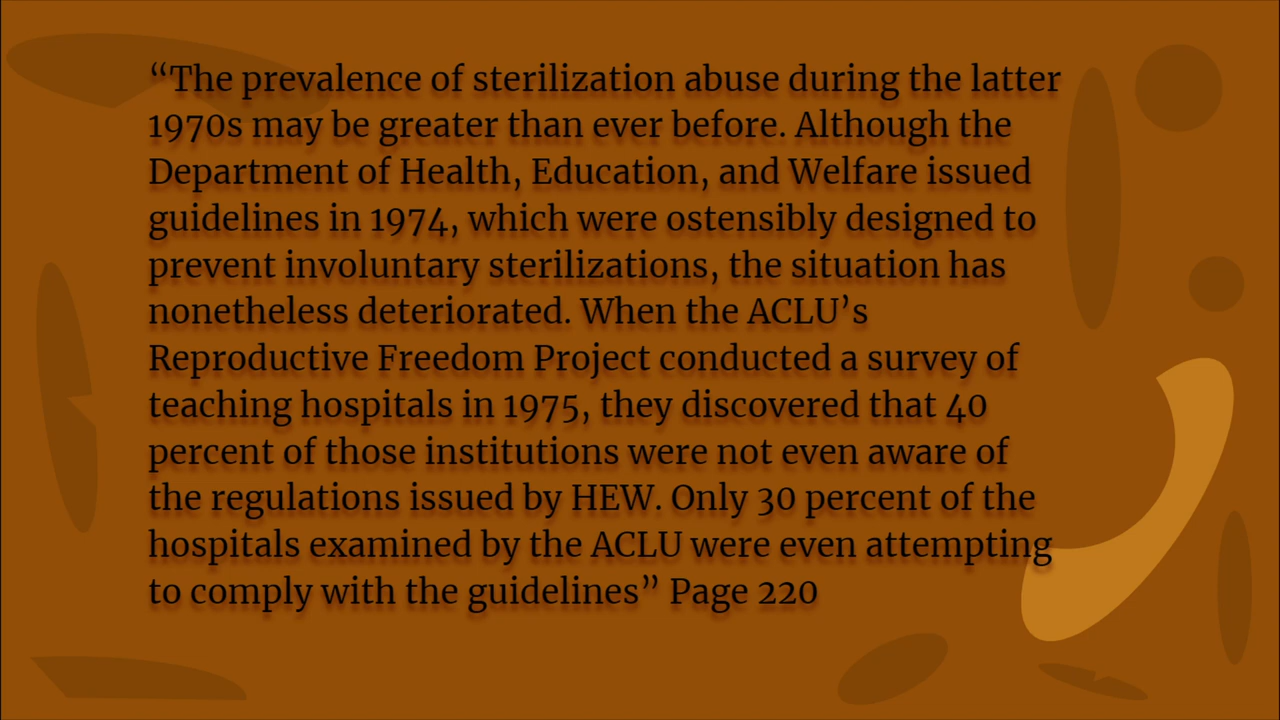 “The prevalence of sterilization abuse during the latter
1970s may be greater than ever before. Although the
Department of Health, Education, and Welfare issued
guidelines in 1974, which were ostensibly designed to
prevent involuntary sterilizations, the situation has
nonetheless deteriorated. When the ACLU’s
Reproductive Freedom Project conducted a survey of
teaching hospitals in 1975, they discovered that 40
percent of those institutions were not even aware of
the regulations issued by HEW. Only 30 percent of the
hospitals examined by the ACLU were even attempting
to comply with the guidelines” Page 220